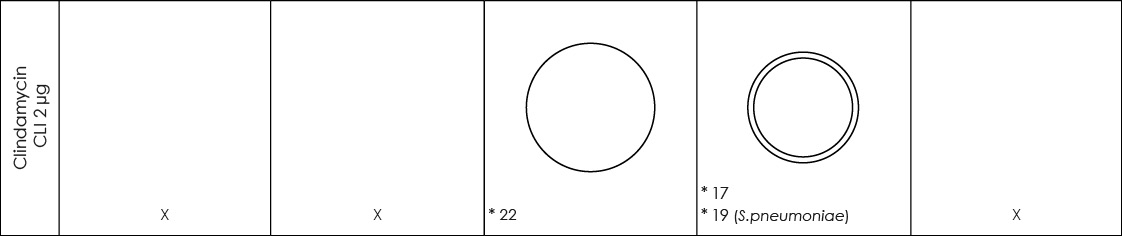 Clindamycin
CLI 2 µg
X
X
* 22
* 17
* 19 (S.pneumoniae)
X